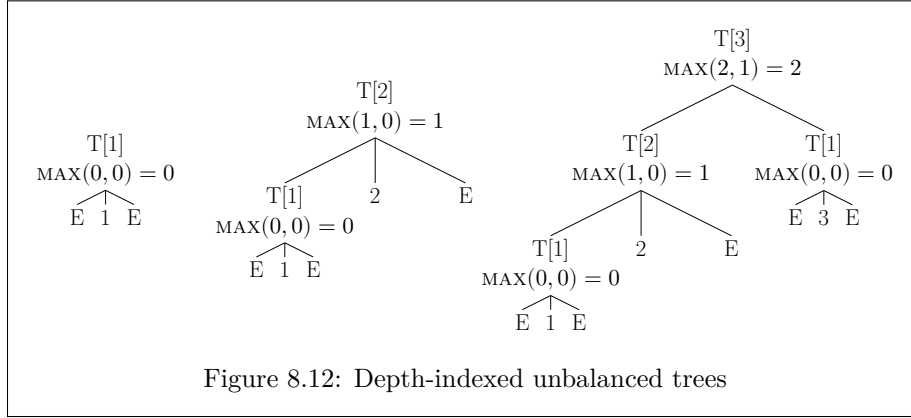 T[1]
MAX(0, 0) = 0
E 1 E
T[2]
MAX(1, 0) = 1
T[1] 2 E
MAX(0, 0) = 0
E 1 E
T[3]
MAX(2, 1) = 2
T[2] T[1]
MAX(1, 0) = 1 MAX(0, 0) = 0
E 3 E
T[1] 2 E
MAX(0, 0) = 0
E 1 E
Figure 8.12: Depth-indexed unbalanced trees